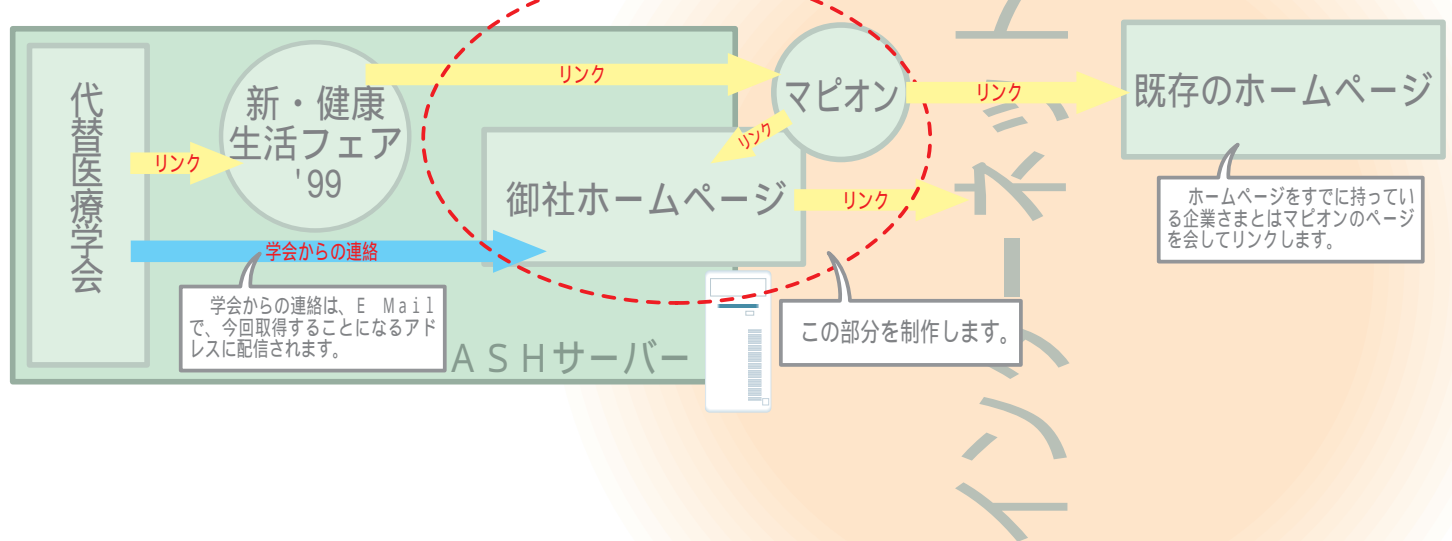 代替医療学会
リンク
新・健康
生活フェア
'99
リンク
マピオン
リンク
既存のホームページ
リンク
御社ホームページ
リンク
学会からの連絡
ホームページをすでに持ってい
る企業さまとはマピオンのページ
を会してリンクします。
学会からの連絡は、E Mail
で、今回取得することになるアド
レスに配信されます。
この部分を制作します。
ASHサーバー
インターネット